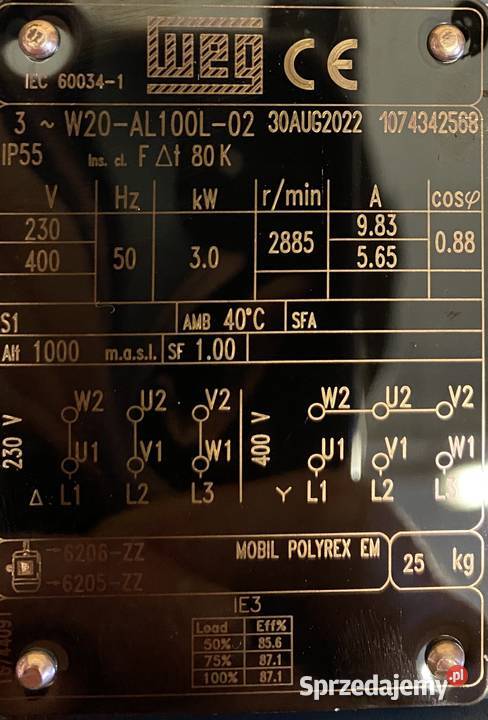 WEG CE
IEC 60034-1
3 ~ W20-AL100L-02 30AUG2022 1074342568
IP55 Ins. cl. F Δt 80 K
V Hz kW r/min A cosφ
230 9.83
50 3.0 2885 0.88
400 5.65
S1 AMB 40°C SFA
Alt 1000 m.a.s.l. SF 1.00
W2 U2 V2 W2 U2 V2
230 V 400 V
U1 V1 W1 U1 V1 W1
Δ L1 L2 L3 Y L1 L2 L3
→6206-ZZ MOBIL POLYREX EM 25 kg
→6205-ZZ
IE3
Load Eff%
50% 85.6
75% 87.1
100% 87.1
Sprzedajemy.pl